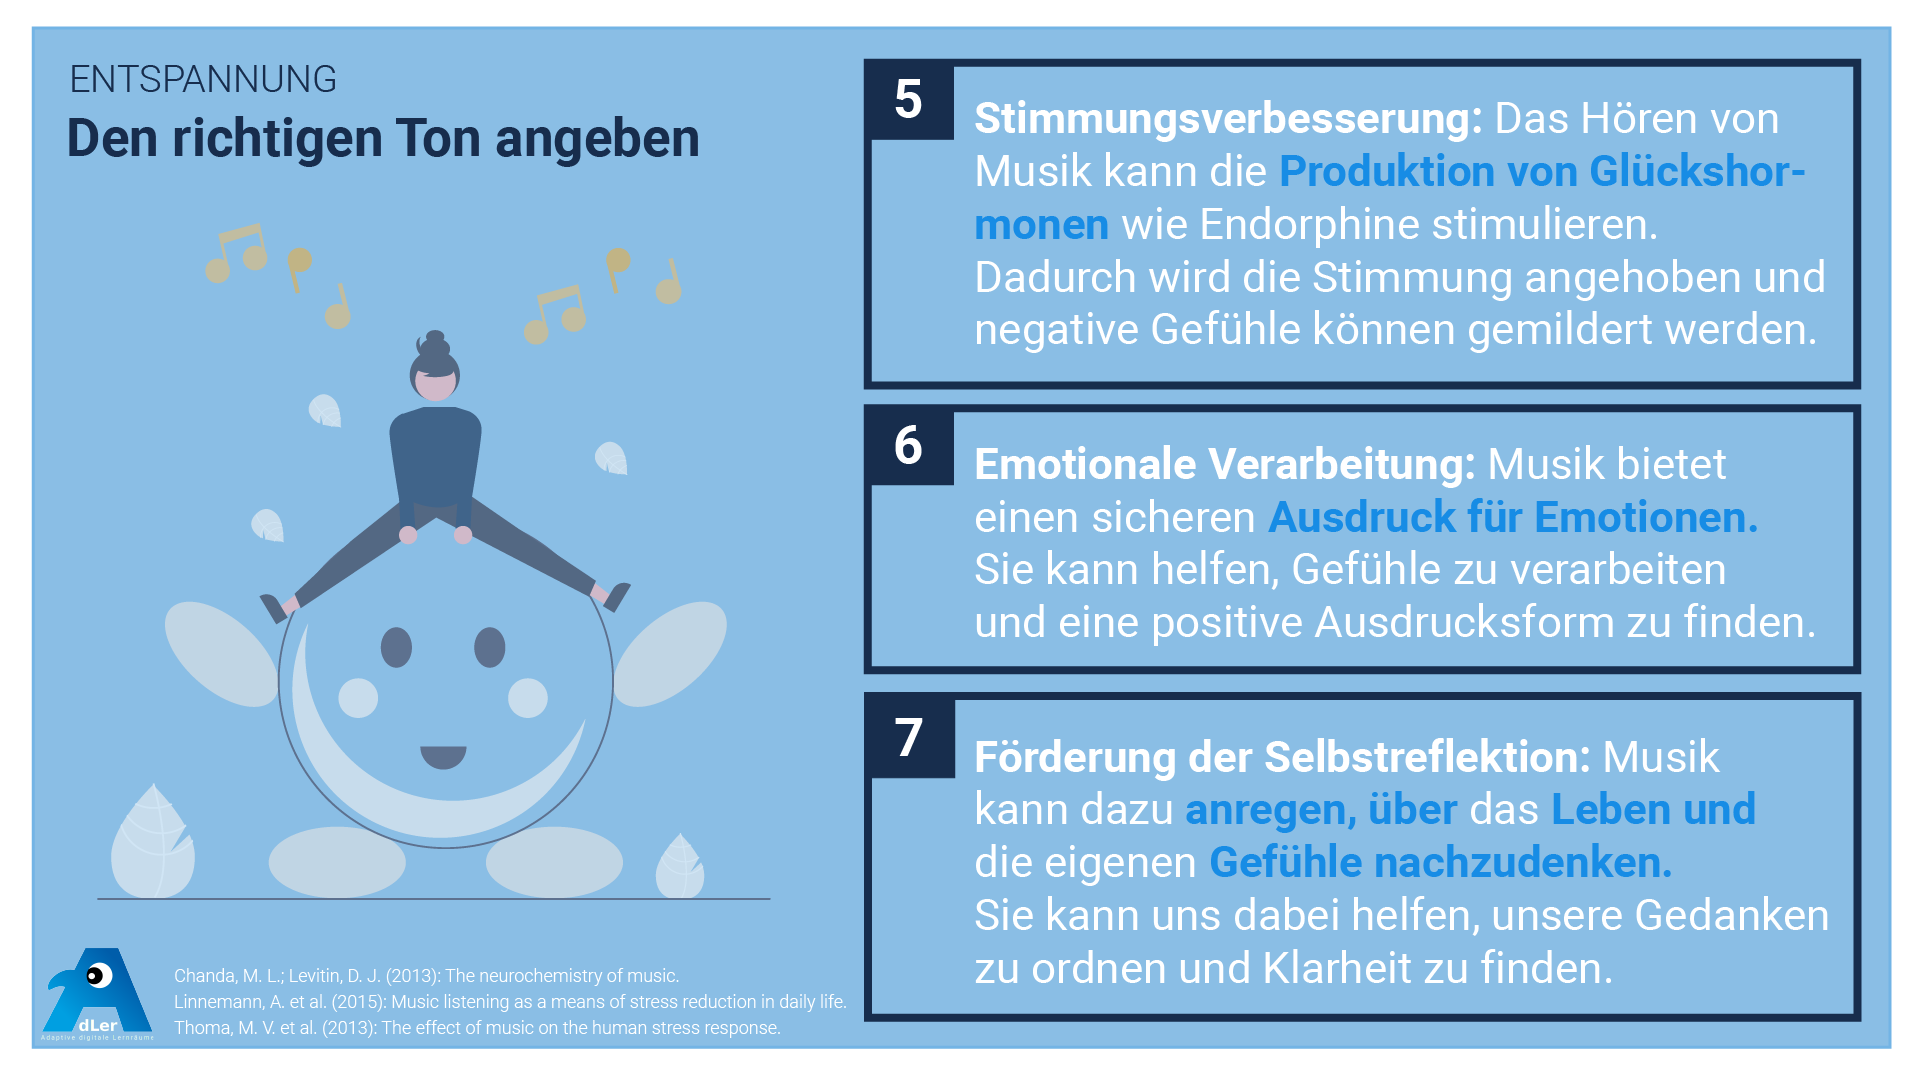 ENTSPANNUNG
Den richtigen Ton angeben
5
Stimmungsverbesserung: Das Hören von
Musik kann die Produktion von Glückshor-
monen wie Endorphine stimulieren.
Dadurch wird die Stimmung angehoben und
negative Gefühle können gemildert werden.
6
Emotionale Verarbeitung: Musik bietet
einen sicheren Ausdruck für Emotionen.
Sie kann helfen, Gefühle zu verarbeiten
und eine positive Ausdrucksform zu finden.
7
Förderung der Selbstreflektion: Musik
kann dazu anregen, über das Leben und
die eigenen Gefühle nachzudenken.
Sie kann uns dabei helfen, unsere Gedanken
zu ordnen und Klarheit zu finden.
dLer
Adaptive digitale Lernräume
Chanda, M. L.; Levitin, D. J. (2013): The neurochemistry of music.
Linnemann, A. et al. (2015): Music listening as a means of stress reduction in daily life.
Thoma, M. V. et al. (2013): The effect of music on the human stress response.